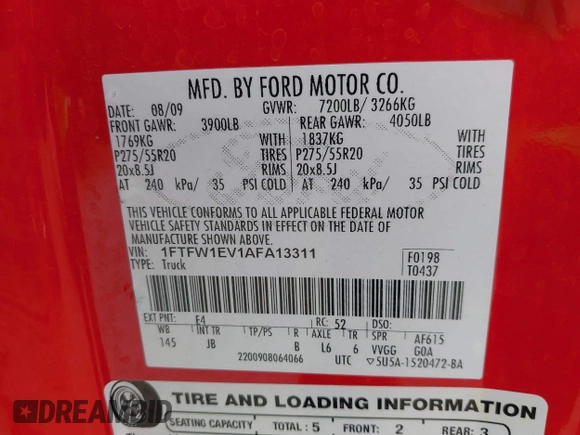 MFD. BY FORD MOTOR CO.
DATE: 08/09 GVWR: 7200LB/ 3266KG
FRONT GAWR: 3900LB REAR GAWR: 4050LB
1769KG WITH 1837KG WITH
P275/55R20 TIRES P275/55R20 TIRES
20x8.5J RIMS 20x8.5J RIMS
AT 240 kPa/ 35 PSI COLD AT 240 kPa/ 35 PSI COLD
THIS VEHICLE CONFORMS TO ALL APPLICABLE FEDERAL MOTOR
VEHICLE SAFETY STANDARDS IN EFFECT ON THE DATE OF
MANUFACTURE SHOWN ABOVE.
VIN: 1FTFW1EV1AFA13311 F0198
TYPE: Truck T0437
EXT PNT: F4 RC: 52 DSO:
WB INT TR TP/PS R AXLE TR SPR AF615
145 JB B L6 6 VVGG GOA
2200908064066 UTC ▽5U5A-1520472-BA
TIRE AND LOADING INFORMATION
SEATING CAPACITY TOTAL: 5 FRONT: 2 REAR: 3
DREAMBID